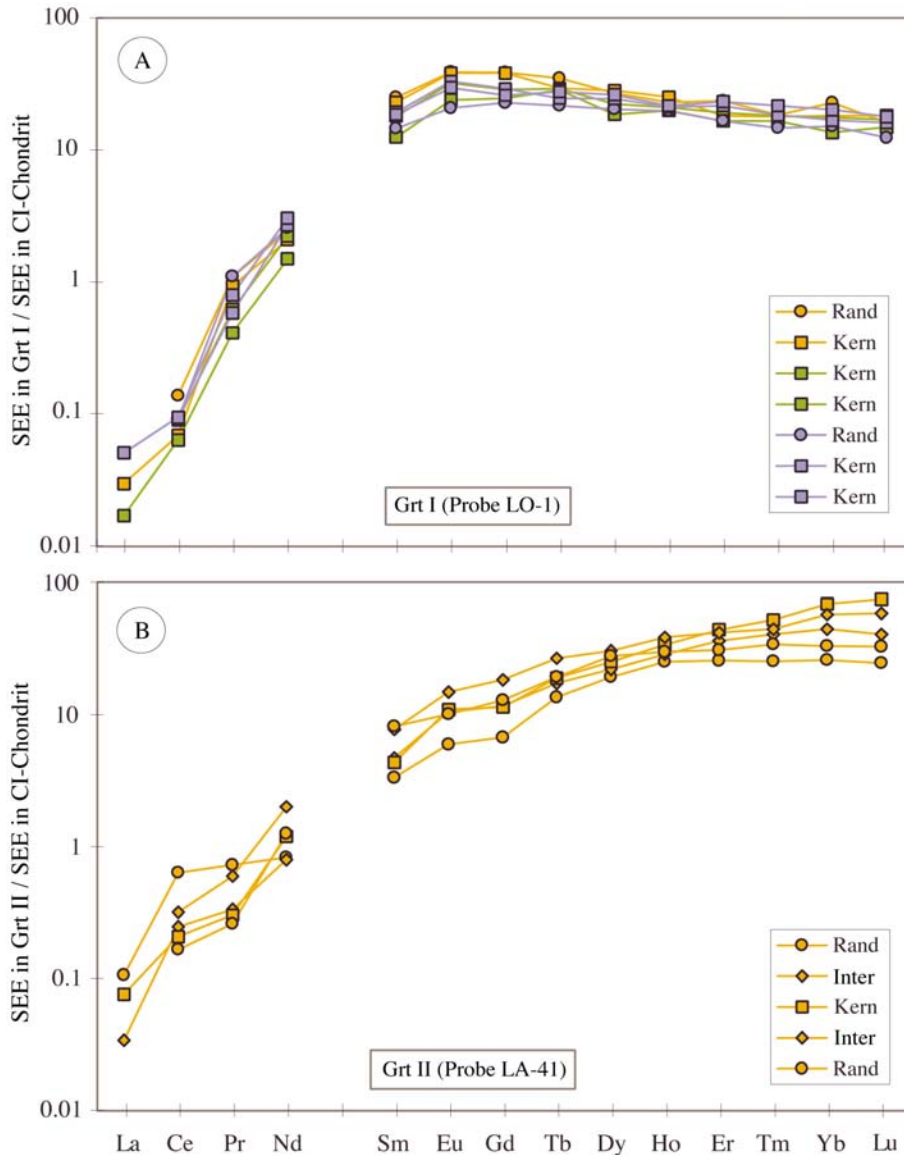 100
A
10
1
0.1
0.01
SEE in Grt I / SEE in CI-Chondrit
Rand
Kern
Kern
Kern
Rand
Kern
Kern
Grt I (Probe LO-1)
100
B
10
1
0.1
0.01
SEE in Grt II / SEE in CI-Chondrit
Rand
Inter
Kern
Inter
Rand
Grt II (Probe LA-41)
La Ce Pr Nd Sm Eu Gd Tb Dy Ho Er Tm Yb Lu